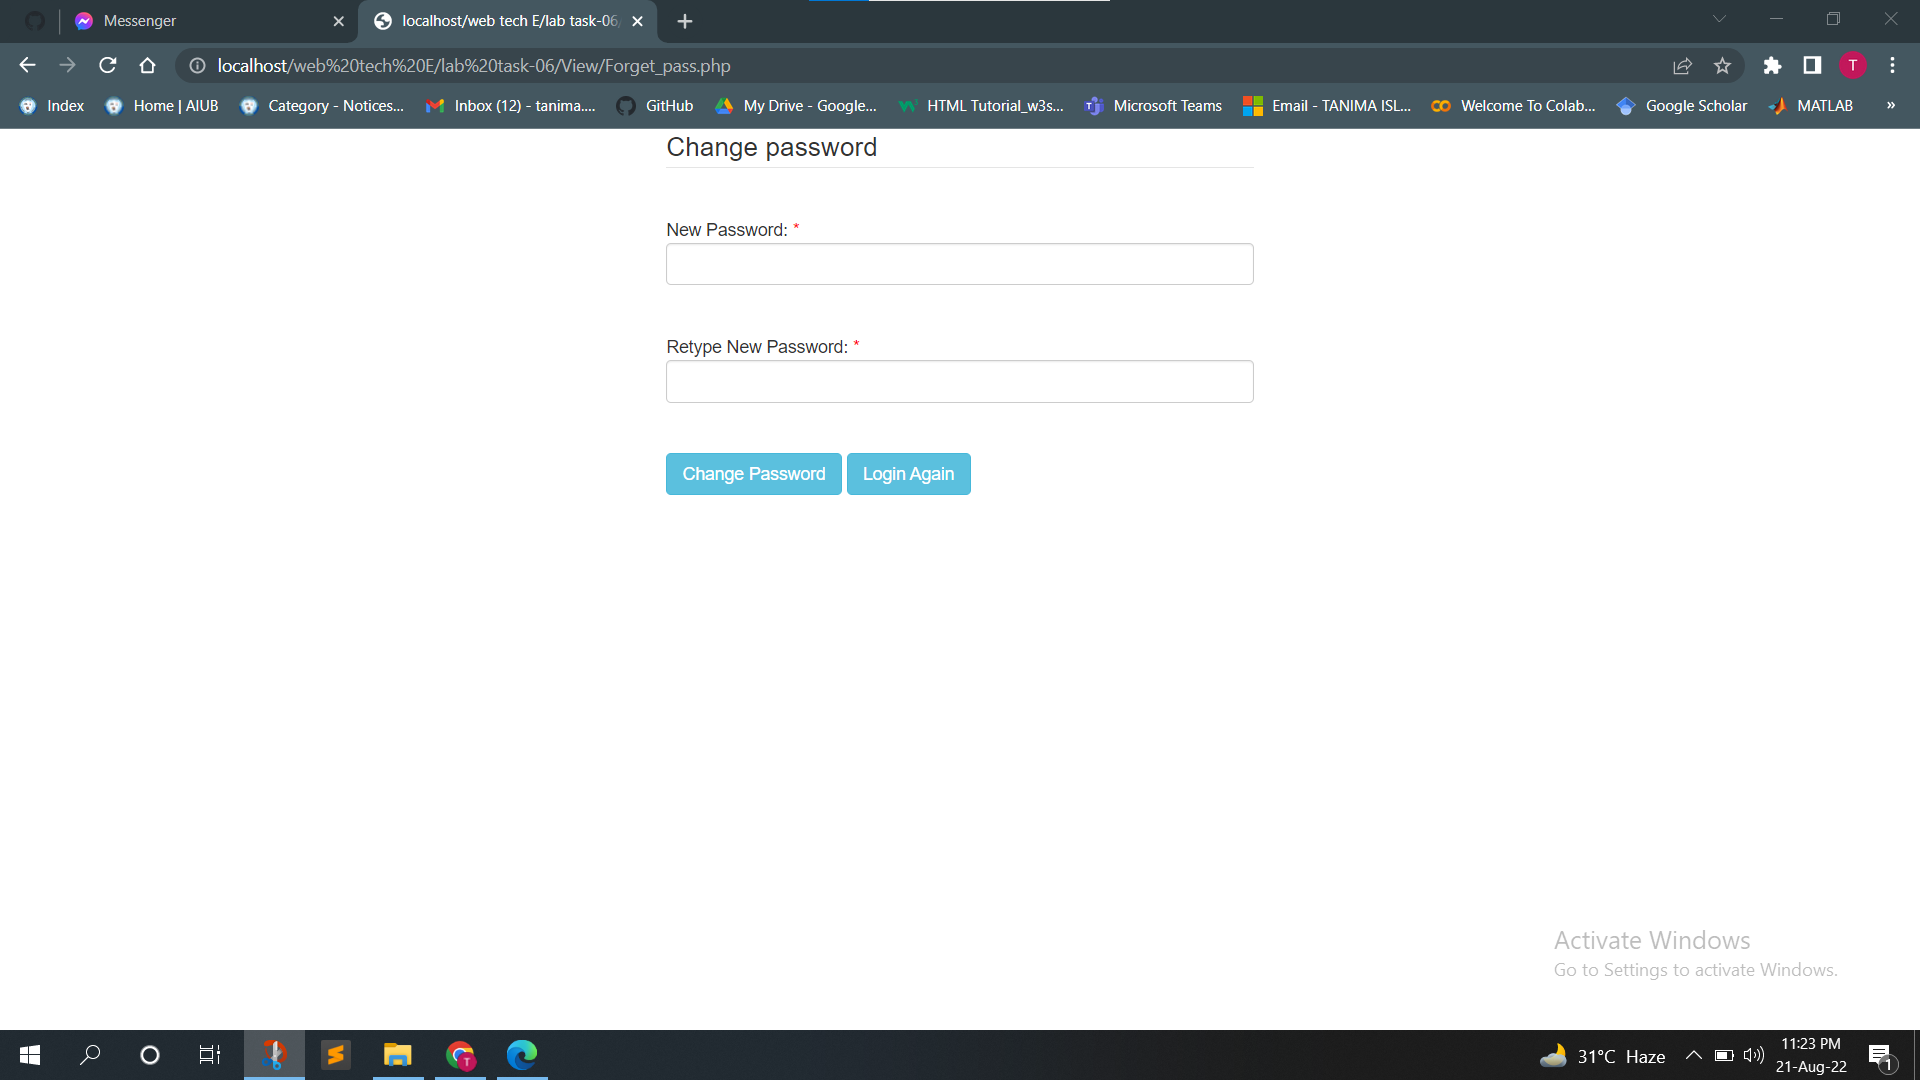 Messenger
localhost/web tech E/lab task-06/
localhost/web%20tech%20E/lab%20task-06/View/Forget_pass.php
T
Index
Home | AIUB
Category - Notices...
Inbox (12) - tanima....
GitHub
My Drive - Google...
HTML Tutorial_w3s...
Microsoft Teams
Email - TANIMA ISL...
Welcome To Colab...
Google Scholar
MATLAB
»
Change password
New Password: *
Retype New Password: *
Change Password
Login Again
Activate Windows
Go to Settings to activate Windows.
T
31°C Haze
11:23 PM
21-Aug-22
1